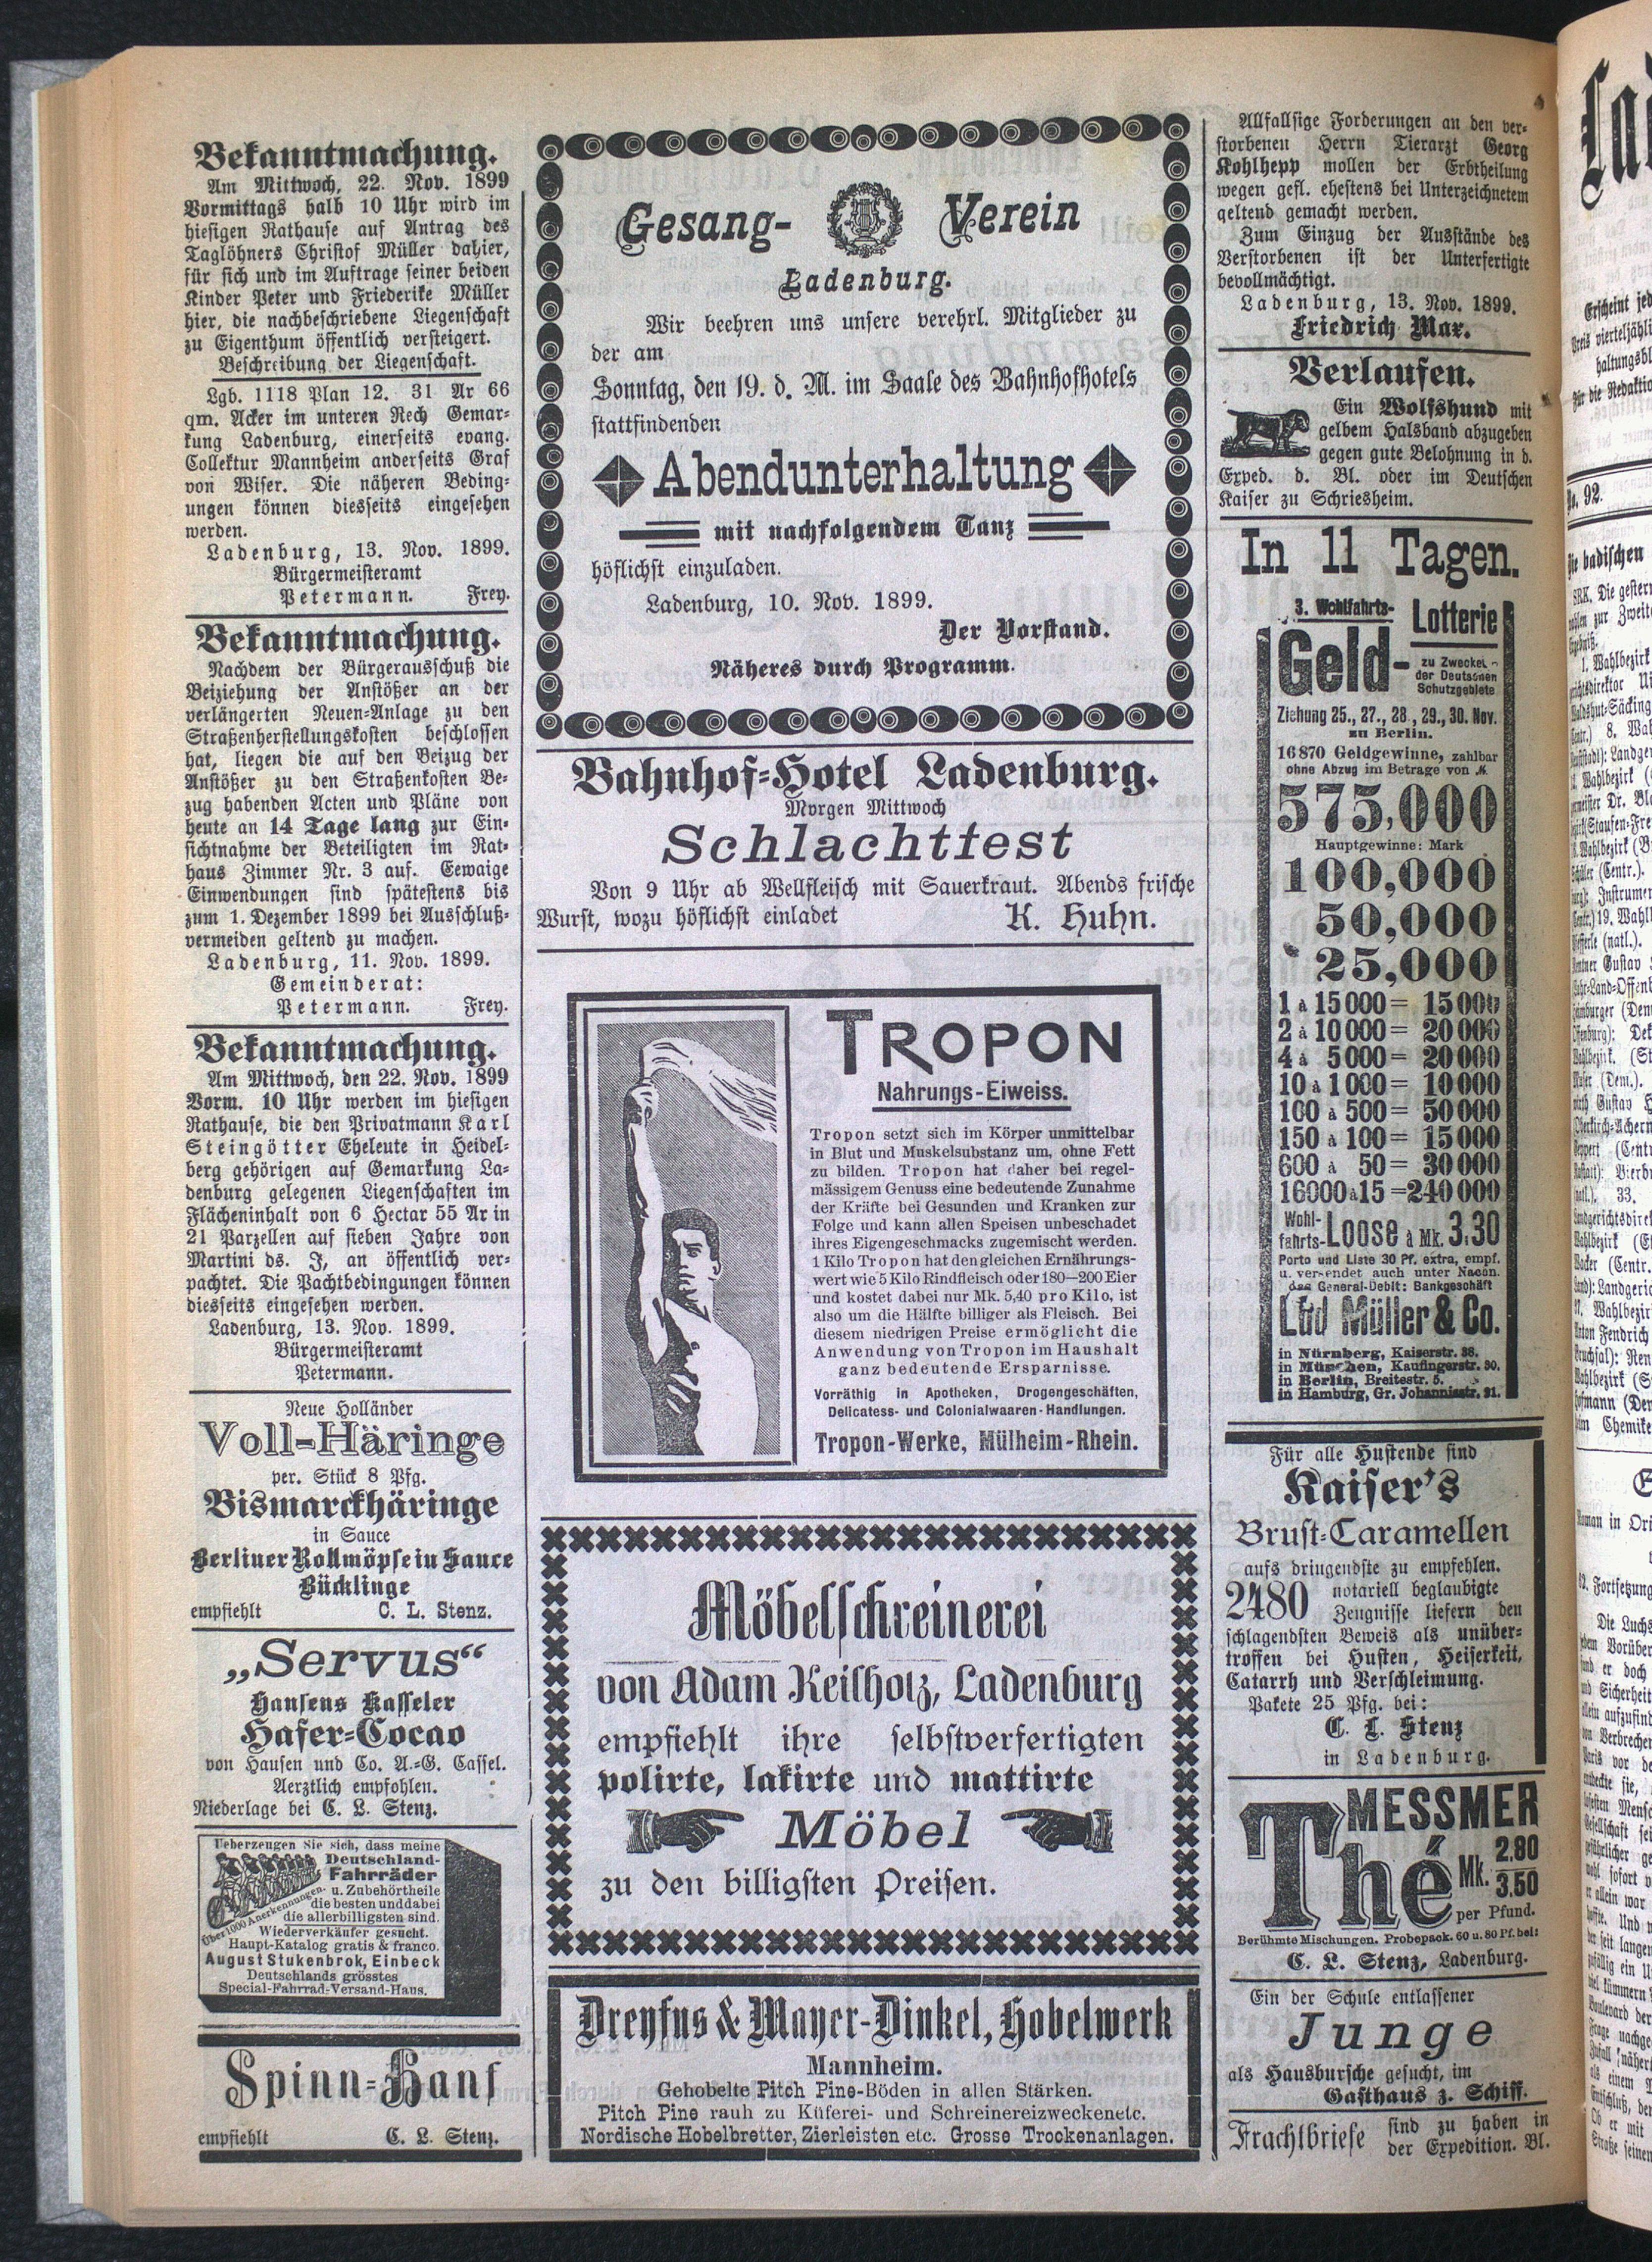 Bekanntmachung.
Am Mittwoch, 22. Nov. 1899
Vormittags halb 10 Uhr wird im
hiesigen Rathause auf Antrag des
Taglöhners Christof Müller dahier,
für sich und im Auftrage seiner beiden
Kinder Peter und Friederike Müller
hier, die nachbeschriebene Liegenschaft
zu Eigenthum öffentlich versteigert.
Beschreibung der Liegenschaft.
Lgb. 1118 Plan 12. 31 Ar 66
qm. Acker im unteren Rech Gemar-
kung Ladenburg, einerseits evang.
Collektur Mannheim anderseits Graf
von Wiser. Die näheren Beding-
ungen können diesseits eingesehen
werden.
Ladenburg, 13. Nov. 1899.
Bürgermeisteramt
Petermann. Frey.
Bekanntmachung.
Nachdem der Bürgerausschuß die
Beiziehung der Anstößer an der
verlängerten Neuen-Anlage zu den
Straßenherstellungskosten beschlossen
hat, liegen die auf den Beizug der
Anstößer zu den Straßenkosten Be-
zug habenden Acten und Pläne von
heute an 14 Tage lang zur Ein-
sichtnahme der Beteiligten im Rat-
haus Zimmer Nr. 3 auf. Eewaige
Einwendungen sind spätestens bis
zum 1. Dezember 1899 bei Ausschluß-
vermeiden geltend zu machen.
Ladenburg, 11. Nov. 1899.
Gemeinderat:
Petermann. Frey.
Bekanntmachung.
Am Mittwoch, den 22. Nov. 1899
Vorm. 10 Uhr werden im hiesigen
Rathause, die den Privatmann Karl
Steingötter Eheleute in Heidel-
berg gehörigen auf Gemarkung La-
denburg gelegenen Liegenschaften im
Flächeninhalt von 6 Hectar 55 Ar in
21 Parzellen auf sieben Jahre von
Martini ds. J, an öffentlich ver-
pachtet. Die Pachtbedingungen können
diesseits eingesehen werden.
Ladenburg, 13. Nov. 1899.
Bürgermeisteramt
Petermann.
Neue Holländer
Voll-Häringe
per. Stück 8 Pfg.
Bismarckhäringe
in Sauce
Berliner Rollmöpse in Sauce
Bücklinge
empfiehlt C. L. Stenz.
„Servus“
Hausens Kasseler
Hafer-Cocao
von Hausen und Co. A.-G. Cassel.
Aerztlich empfohlen.
Niederlage bei C. L. Stenz.
Ueberzeugen Sie sich, dass meine
Deutschland-
Fahrräder
u. Zubehörtheile
die besten und dabei
die allerbilligsten sind.
Über 1000 Anerkennungen.
Wiederverkäufer gesucht.
Haupt-Katalog gratis & franco.
August Stukenbrok, Einbeck
Deutschlands grösstes
Special-Fahrrad-Versand-Haus.
Spinn-Hanf
empfiehlt C. L. Stenz.
Gesang-Verein
Ladenburg.
Wir beehren uns unsere verehrl. Mitglieder zu
der am
Sonntag, den 19. d. M. im Saale des Bahnhofhotels
stattfindenden
Abendunterhaltung
mit nachfolgendem Tanz
höflichst einzuladen.
Ladenburg, 10. Nov. 1899.
Der Vorstand.
Näheres durch Programm.
Bahnhof-Hotel Ladenburg.
Morgen Mittwoch
Schlachtfest
Von 9 Uhr ab Wellfleisch mit Sauerkraut. Abends frische
Wurst, wozu höflichst einladet K. Huhn.
TROPON
Nahrungs-Eiweiss.
Tropon setzt sich im Körper unmittelbar
in Blut und Muskelsubstanz um, ohne Fett
zu bilden. Tropon hat daher bei regel-
mässigem Genuss eine bedeutende Zunahme
der Kräfte bei Gesunden und Kranken zur
Folge und kann allen Speisen unbeschadet
ihres Eigengeschmacks zugemischt werden.
1 Kilo Tropon hat den gleichen Ernährungs-
wert wie 5 Kilo Rindfleisch oder 180—200 Eier
und kostet dabei nur Mk. 5,40 pro Kilo, ist
also um die Hälfte billiger als Fleisch. Bei
diesem niedrigen Preise ermöglicht die
Anwendung von Tropon im Haushalt
ganz bedeutende Ersparnisse.
Vorräthig in Apotheken, Drogengeschäften,
Delicatess- und Colonialwaaren-Handlungen.
Tropon-Werke, Mülheim-Rhein.
Möbelschreinerei
von Adam Keilholz, Ladenburg
empfiehlt ihre selbstverfertigten
polirte, lakirte und mattirte
Möbel
zu den billigsten Preisen.
Dreyfus & Mayer-Dinkel, Hobelwerk
Mannheim.
Gehobelte Pitch Pine-Böden in allen Stärken.
Pitch Pine rauh zu Küferei- und Schreinereizwecken etc.
Nordische Hobelbretter, Zierleisten etc. Grosse Trockenanlagen.
Allfallsige Forderungen an den ver-
storbenen Herrn Tierarzt Georg
Kohlhepp mollen der Erbtheilung
wegen gefl. ehestens bei Unterzeichnetem
geltend gemacht werden.
Zum Einzug der Ausstände des
Verstorbenen ist der Unterfertigte
bevollmächtigt.
Ladenburg, 13. Nov. 1899.
Friedrich Max.
Verlaufen.
Ein Wolfshund mit
gelbem Halsband abzugeben
gegen gute Belohnung in d.
Exped. d. Bl. oder im Deutschen
Kaiser zu Schriesheim.
In 11 Tagen.
3. Wohlfahrts-
Lotterie
Geld-
zu Zwecken
der Deutschen
Schutzgebiete
Ziehung 25., 27., 28., 29., 30. Nov.
zu Berlin.
16870 Geldgewinne, zahlbar
ohne Abzug im Betrage von M.
575,000
Hauptgewinne: Mark
100,000
50,000
25,000
1 à 15000 = 15000
2 à 10000 = 20000
4 à 5000 = 20000
10 à 1000 = 10000
100 à 500 = 50000
150 à 100 = 15000
600 à 50 = 30000
16000 à 15 = 240000
Wohl-
fahrts-Loose à Mk. 3.30
Porto und Liste 30 Pf. extra, empf.
u. versendet auch unter Nachn.
das General-Debit: Bankgeschäft
Lud Müller & Co.
in Nürnberg, Kaiserstr. 38.
in München, Kaufingerstr. 30.
in Berlin, Breitestr. 5.
in Hamburg, Gr. Johannisstr. 21.
Für alle Hustende sind
Kaiser's
Brust-Caramellen
aufs dringendste zu empfehlen.
2480 notariell beglaubigte
Zeugnisse liefern den
schlagendsten Beweis als unüber-
troffen bei Husten, Heiserkeit,
Catarrh und Verschleimung.
Pakete 25 Pfg. bei:
C. L. Stenz
in Ladenburg.
MESSMER
Thé
Mk. 2.80
3.50
per Pfund.
Berühmte Mischungen. Probepack. 60 u. 80 Pf. bei:
C. L. Stenz, Ladenburg.
Ein der Schule entlassener
Junge
als Hausbursche gesucht, im
Gasthaus z. Schiff.
Frachtbriefe sind zu haben in
der Expedition. Bl.
No. 92.